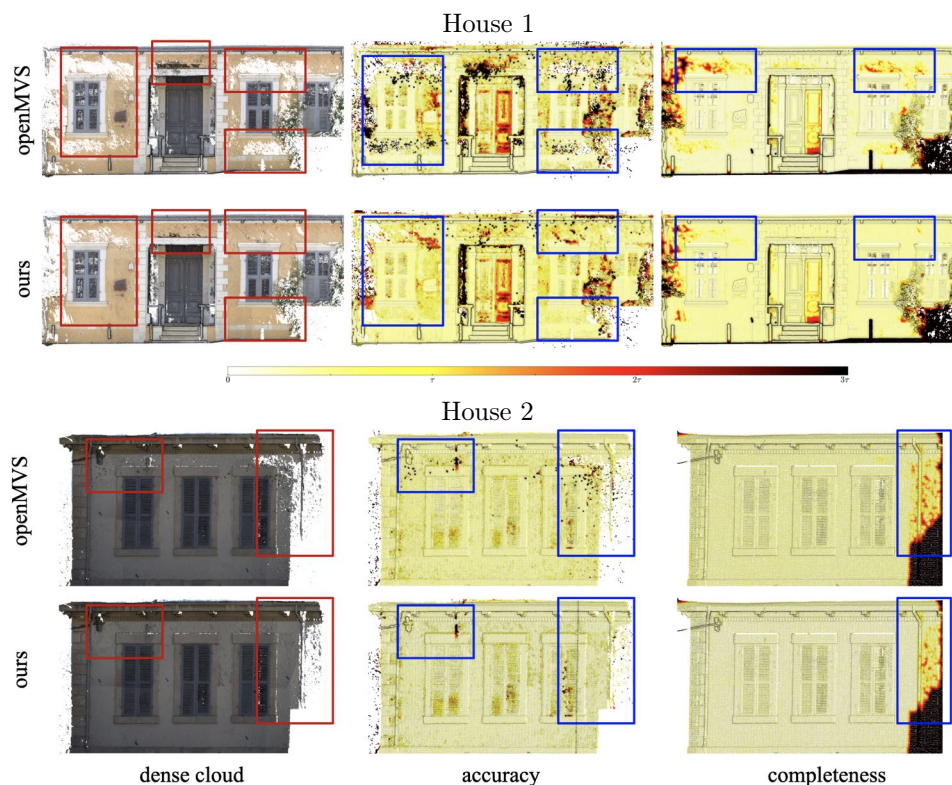 House 1
openMVS
ours
0 τ 2τ 3τ
House 2
openMVS
ours
dense cloud accuracy completeness